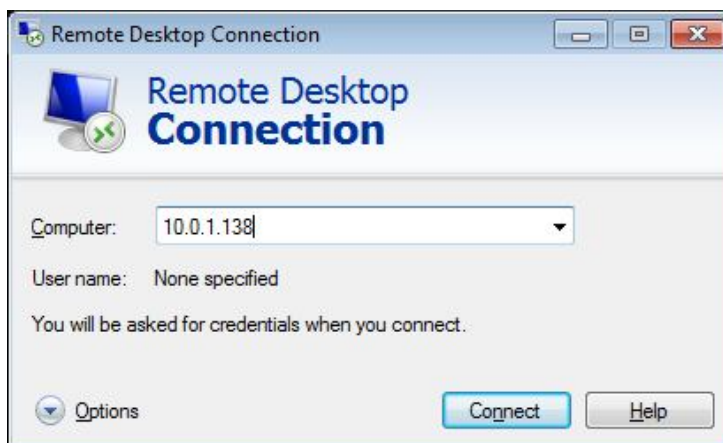 Remote Desktop Connection
Remote Desktop
Connection
Computer: 10.0.1.138
User name: None specified
You will be asked for credentials when you connect.
Options Connect Help